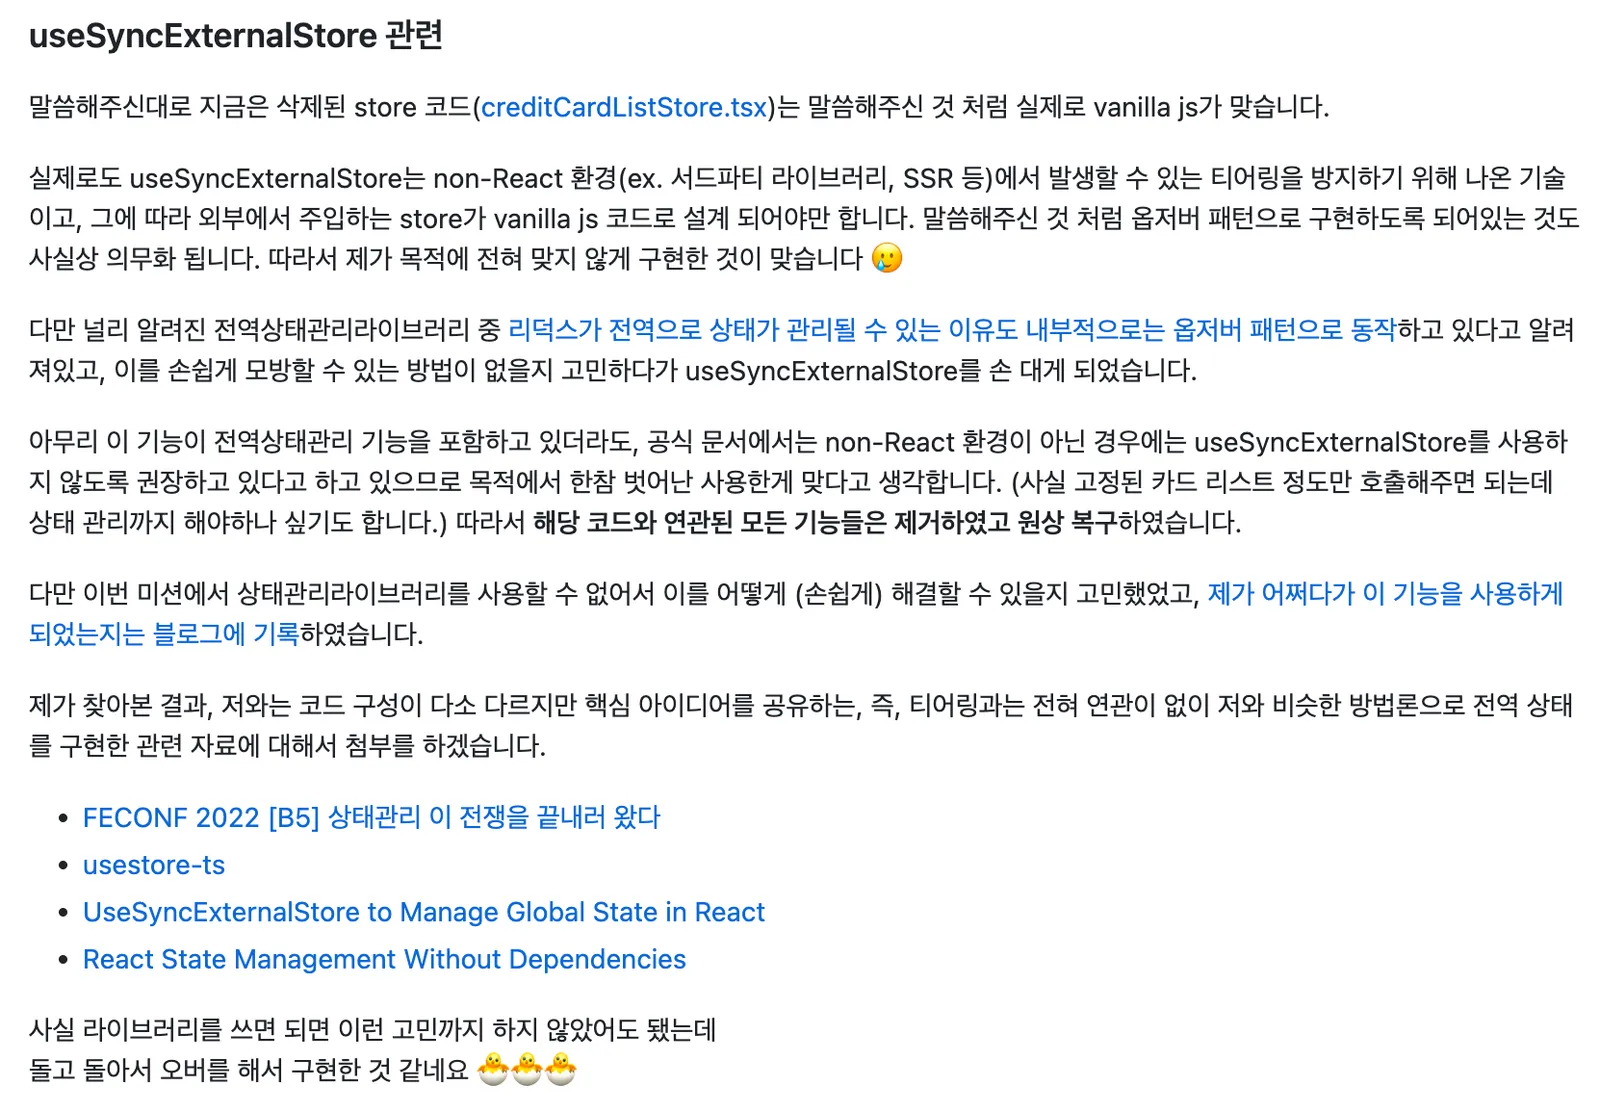 useSyncExternalStore 관련
말씀해주신대로 지금은 삭제된 store 코드(creditCardListStore.tsx)는 말씀해주신 것 처럼 실제로 vanilla js가 맞습니다.
실제로도 useSyncExternalStore는 non-React 환경(ex. 서드파티 라이브러리, SSR 등)에서 발생할 수 있는 티어링을 방지하기 위해 나온 기술
이고, 그에 따라 외부에서 주입하는 store가 vanilla js 코드로 설계 되어야만 합니다. 말씀해주신 것 처럼 옵저버 패턴으로 구현하도록 되어있는 것도
사실상 의무화 됩니다. 따라서 제가 목적에 전혀 맞지 않게 구현한 것이 맞습니다 🥲
다만 널리 알려진 전역상태관리라이브러리 중 리덕스가 전역으로 상태가 관리될 수 있는 이유도 내부적으로는 옵저버 패턴으로 동작하고 있다고 알려
져있고, 이를 손쉽게 모방할 수 있는 방법이 없을지 고민하다가 useSyncExternalStore를 손 대게 되었습니다.
아무리 이 기능이 전역상태관리 기능을 포함하고 있더라도, 공식 문서에서는 non-React 환경이 아닌 경우에는 useSyncExternalStore를 사용하
지 않도록 권장하고 있다고 하고 있으므로 목적에서 한참 벗어난 사용한게 맞다고 생각합니다. (사실 고정된 카드 리스트 정도만 호출해주면 되는데
상태 관리까지 해야하나 싶기도 합니다.) 따라서 해당 코드와 연관된 모든 기능들은 제거하였고 원상 복구하였습니다.
다만 이번 미션에서 상태관리라이브러리를 사용할 수 없어서 이를 어떻게 (손쉽게) 해결할 수 있을지 고민했었고, 제가 어쩌다가 이 기능을 사용하게
되었는지는 블로그에 기록하였습니다.
제가 찾아본 결과, 저와는 코드 구성이 다소 다르지만 핵심 아이디어를 공유하는, 즉, 티어링과는 전혀 연관이 없이 저와 비슷한 방법론으로 전역 상태
를 구현한 관련 자료에 대해서 첨부를 하겠습니다.
• FECONF 2022 [B5] 상태관리 이 전쟁을 끝내러 왔다
• usestore-ts
• UseSyncExternalStore to Manage Global State in React
• React State Management Without Dependencies
사실 라이브러리를 쓰면 되면 이런 고민까지 하지 않았어도 됐는데
돌고 돌아서 오버를 해서 구현한 것 같네요 🐣🐣🐣